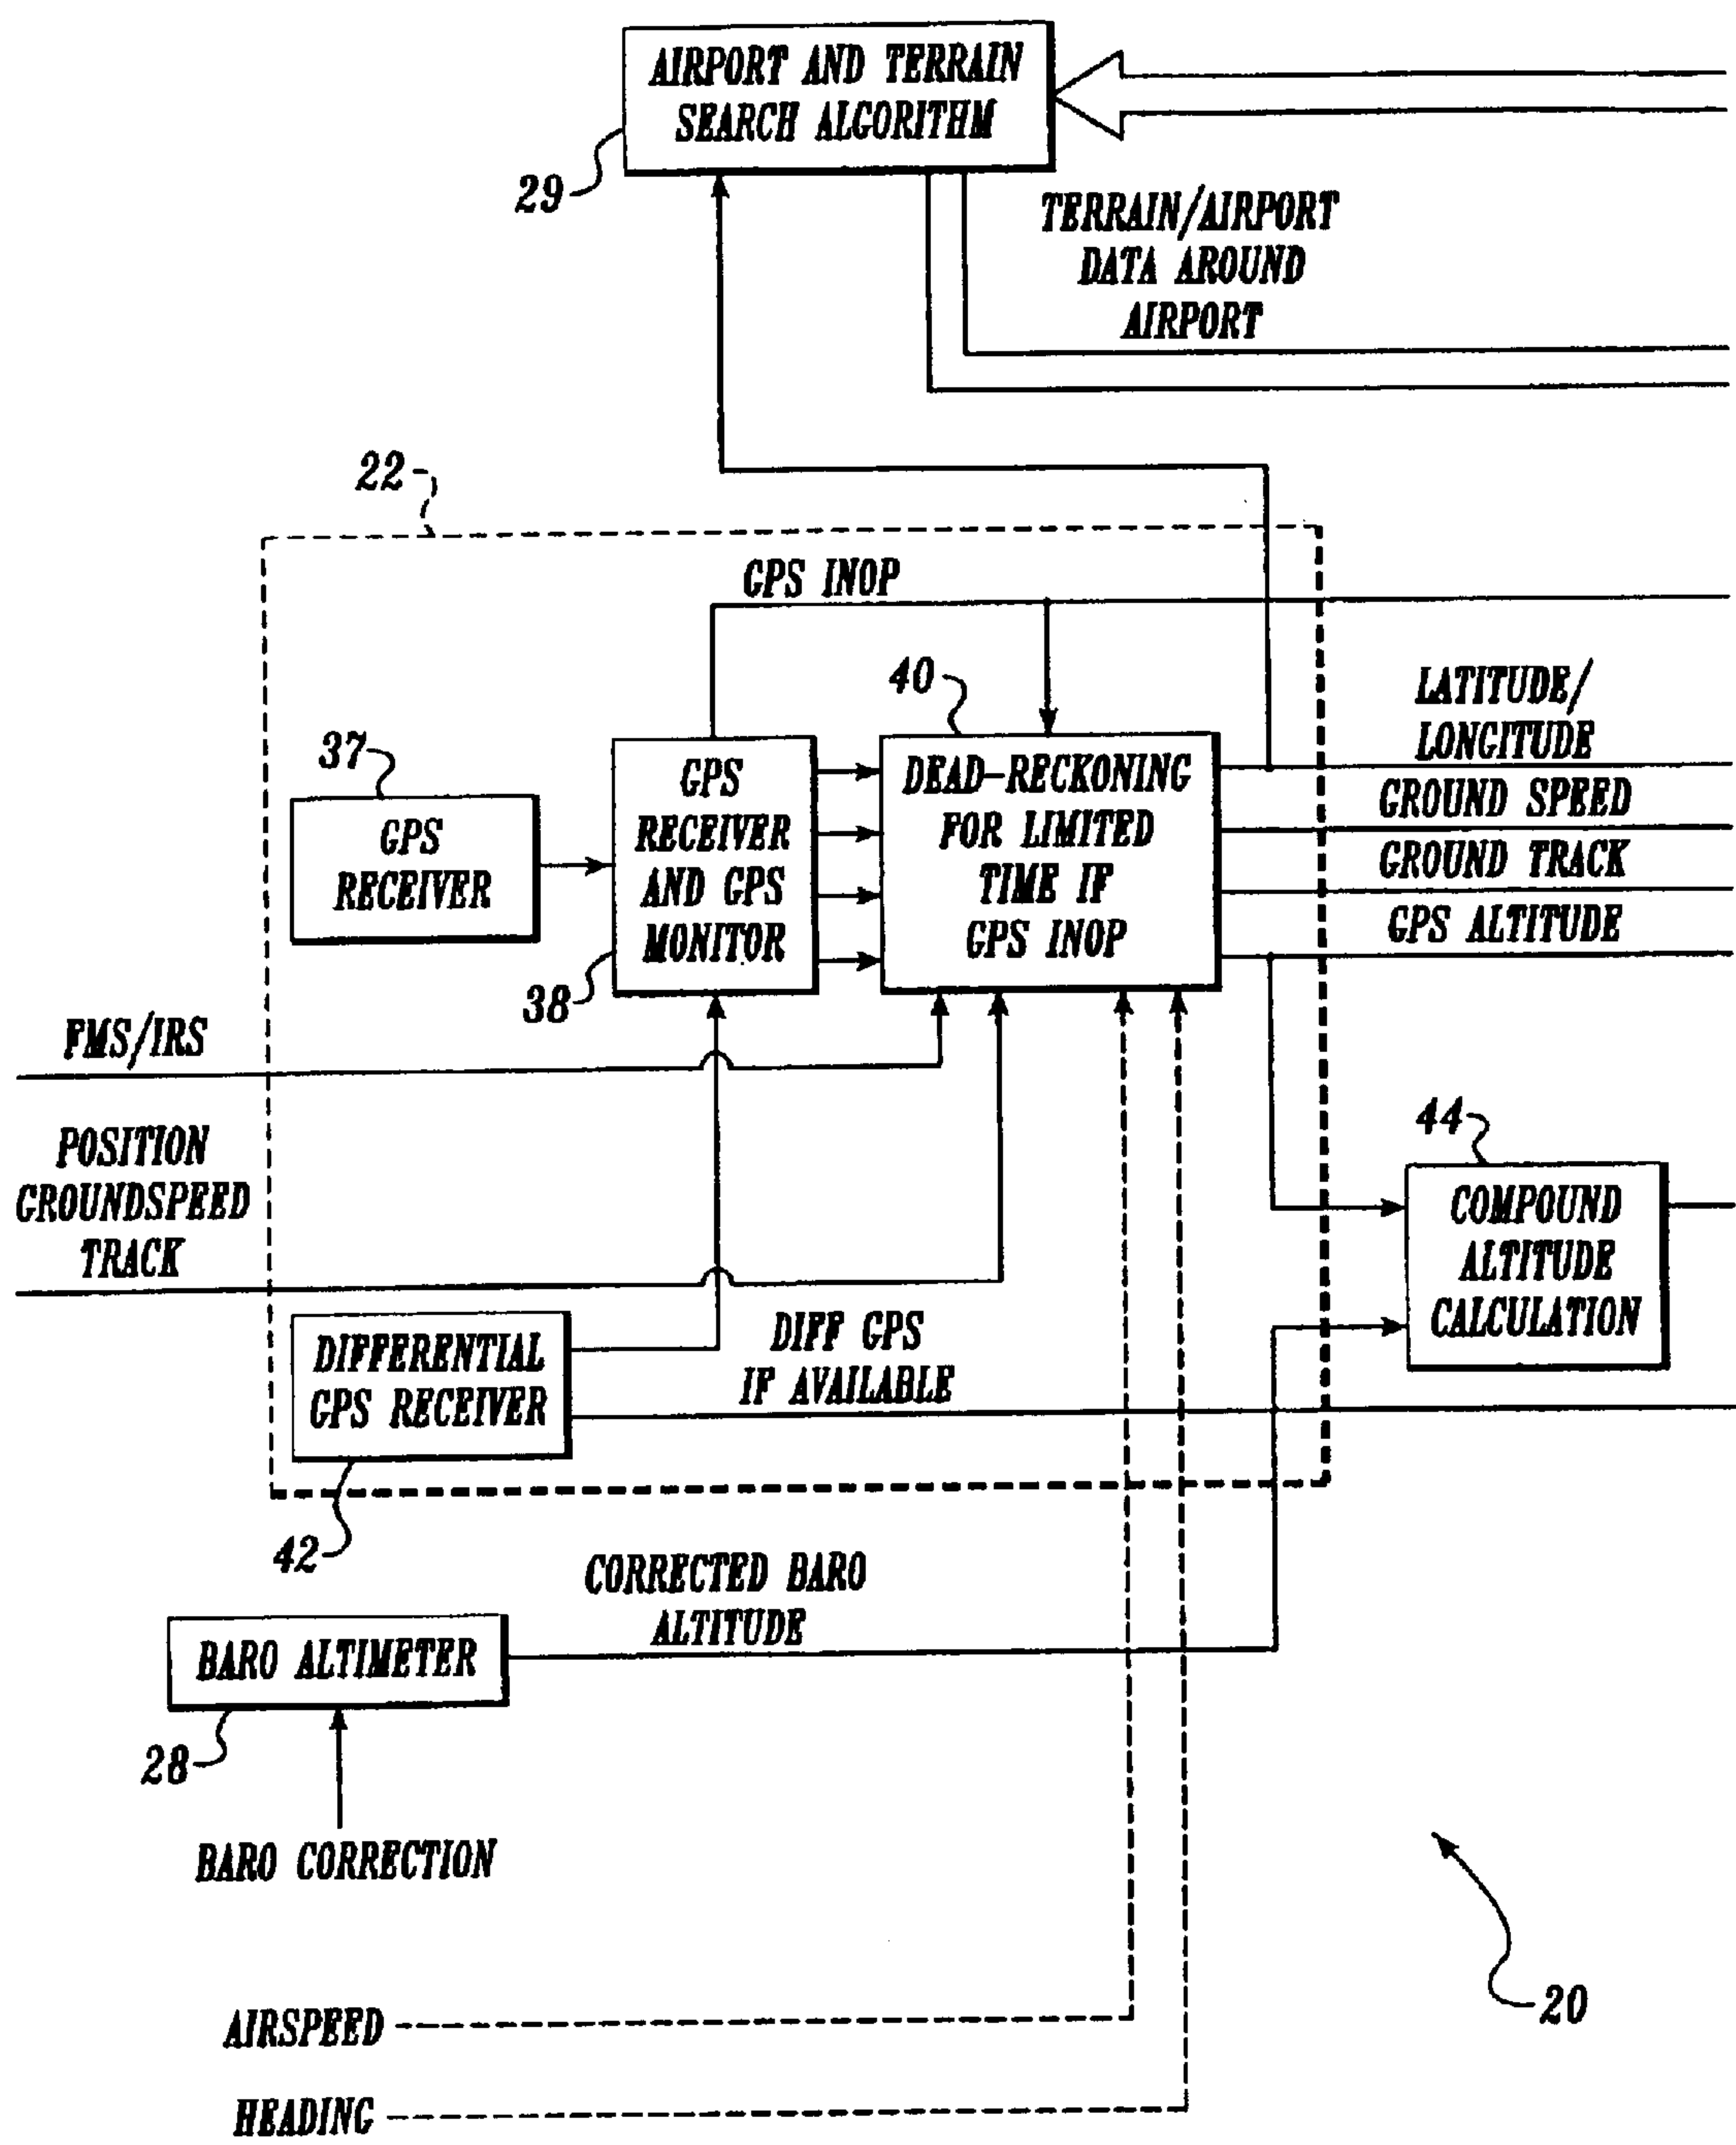 AIRPORT AND TERRAIN
SEARCH ALGORITHM
29
TERRAIN/AIRPORT
DATA AROUND
AIRPORT
22
GPS INOP
40
LATITUDE/
LONGITUDE
37
GPS
RECEIVER
GPS
RECEIVER
AND GPS
MONITOR
38
DEAD-RECKONING
FOR LIMITED
TIME IF
GPS INOP
GROUND SPEED
GROUND TRACK
GPS ALTITUDE
FMS/IRS
POSITION
GROUNDSPEED
TRACK
44
COMPOUND
ALTITUDE
CALCULATION
DIFFERENTIAL
GPS RECEIVER
DIFF GPS
IF AVAILABLE
42
CORRECTED BARO
ALTITUDE
BARO ALTIMETER
28
BARO CORRECTION
20
AIRSPEED
HEADING